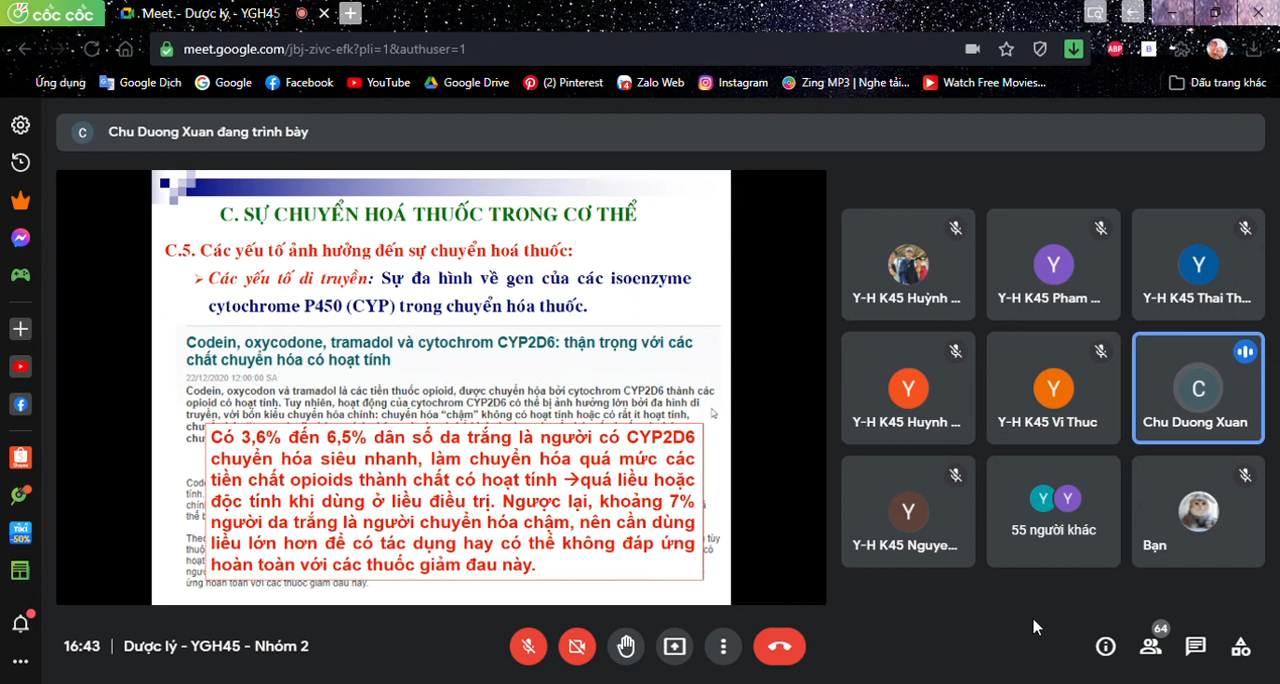 cốc cốc
Meet - Dược lý - YGH45
meet.google.com/jbj-zivc-efk?pli=1&authuser=1
ABP
B
Ứng dụng
Google Dịch
Google
Facebook
YouTube
Google Drive
(2) Pinterest
Zalo Web
Instagram
Zing MP3 | Nghe tải...
Watch Free Movies...
Dấu trang khác
C
Chu Duong Xuan đang trình bày
C. SỰ CHUYỂN HOÁ THUỐC TRONG CƠ THỂ
C.5. Các yếu tố ảnh hưởng đến sự chuyển hoá thuốc:
➢ Các yếu tố di truyền: Sự đa hình về gen của các isoenzyme
cytochrome P450 (CYP) trong chuyển hóa thuốc.
Codein, oxycodone, tramadol và cytochrom CYP2D6: thận trọng với các
chất chuyển hóa có hoạt tính
22/12/2020 12:00:00 SA
Codein, oxycodon và tramadol là các tiền thuốc opioid, được chuyển hóa bởi cytochrom CYP2D6 thành các
opioid có hoạt tính. Tuy nhiên, hoạt động của cytochrom CYP2D6 có thể bị ảnh hưởng lớn bởi đa hình di
truyền, với bốn kiểu chuyển hóa chính: chuyển hóa “chậm” không có hoạt tính hoặc có rất ít hoạt tính,
Có 3,6% đến 6,5% dân số da trắng là người có CYP2D6
chuyển hóa siêu nhanh, làm chuyển hóa quá mức các
tiền chất opioids thành chất có hoạt tính →quá liều hoặc
độc tính khi dùng ở liều điều trị. Ngược lại, khoảng 7%
người da trắng là người chuyển hóa chậm, nên cần dùng
liều lớn hơn để có tác dụng hay có thể không đáp ứng
hoàn toàn với các thuốc giảm đau này.
ứng hoàn toàn với các thuốc giảm đau này.
Y-H K45 Huỳnh ...
Y
Y-H K45 Pham ...
Y
Y-H K45 Thai Th...
Y
Y-H K45 Huynh ...
Y
Y-H K45 Vi Thuc
C
Chu Duong Xuan
Y
Y-H K45 Nguye...
Y Y
55 người khác
Bạn
Shopee
TIKI
-50%
16:43 | Dược lý - YGH45 - Nhóm 2
64